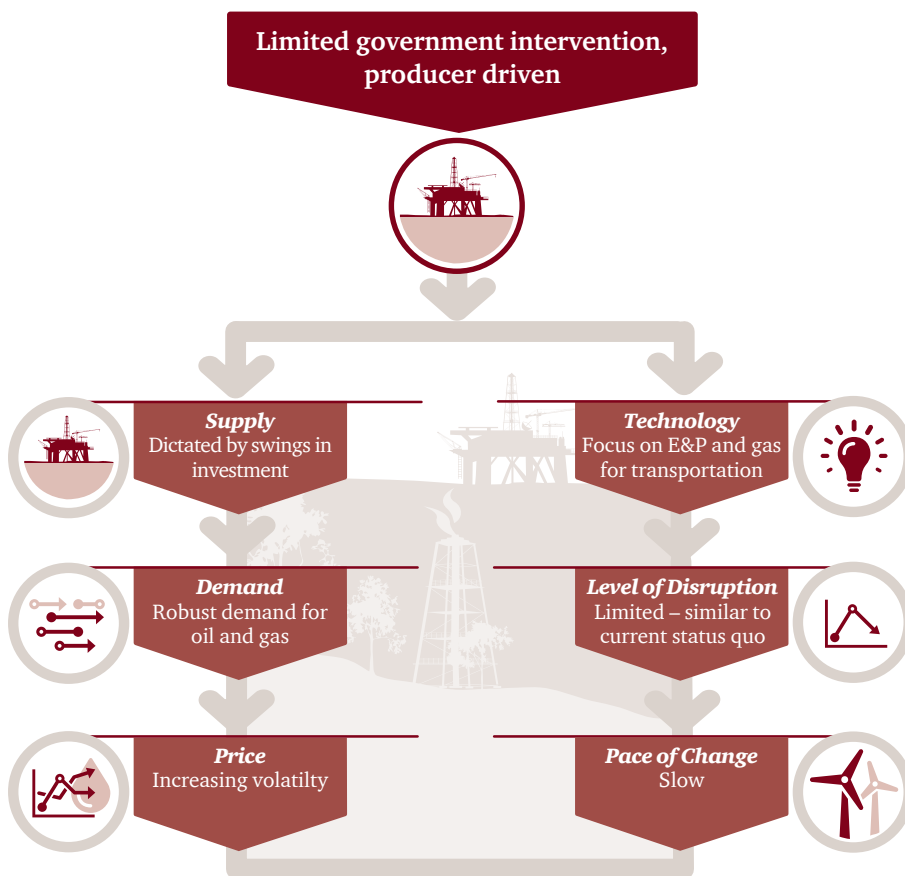 Limited government intervention,
producer driven
Supply
Dictated by swings in
investment
Technology
Focus on E&P and gas
for transportation
Demand
Robust demand for
oil and gas
Level of Disruption
Limited – similar to
current status quo
Price
Increasing volatilty
Pace of Change
Slow